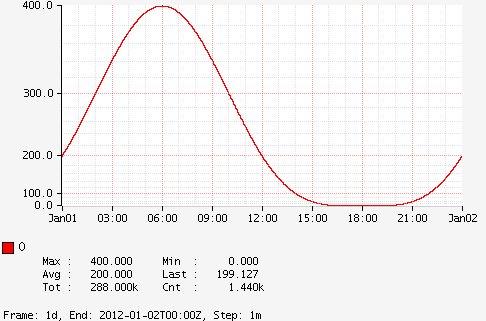 400.0
300.0
200.0
100.0
0.0
Jan01 03:00 06:00 09:00 12:00 15:00 18:00 21:00 Jan02
0
Max : 400.000 Min : 0.000
Avg : 200.000 Last : 199.127
Tot : 288.000k Cnt : 1.440k
Frame: 1d, End: 2012-01-02T00:00Z, Step: 1m